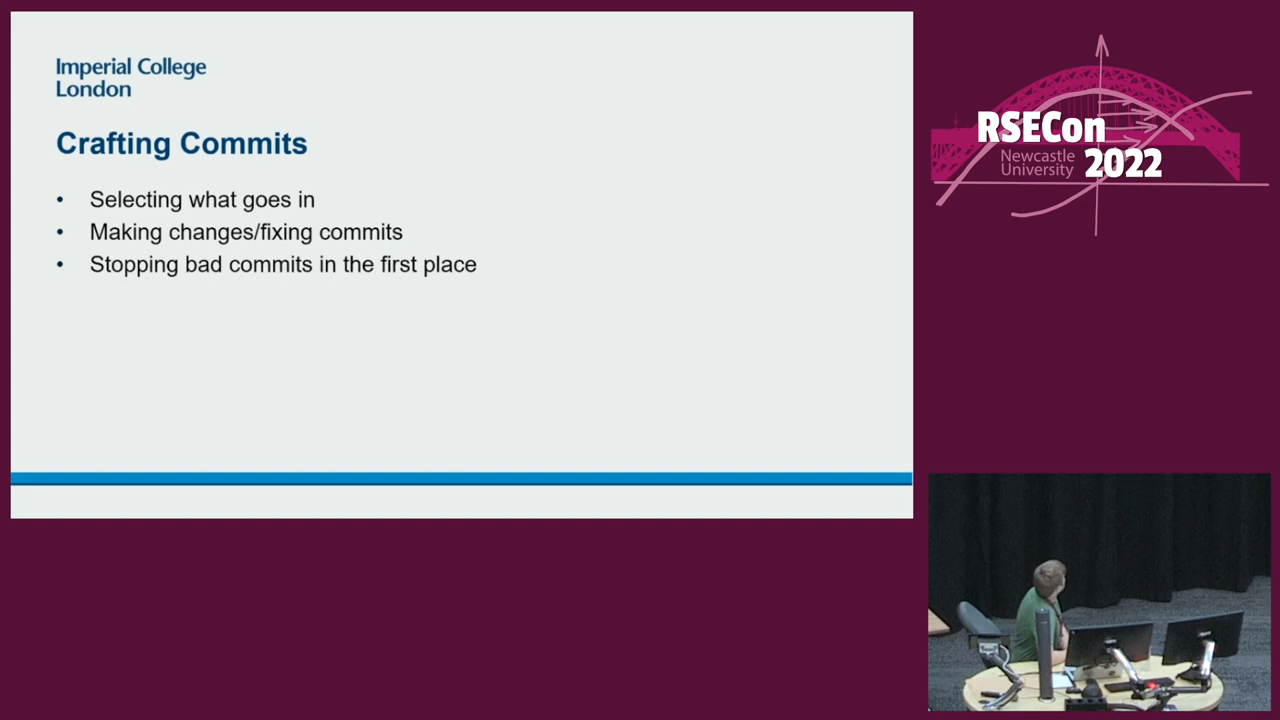 Imperial College
London
Crafting Commits
• Selecting what goes in
• Making changes/fixing commits
• Stopping bad commits in the first place
RSECon
Newcastle
University
2022